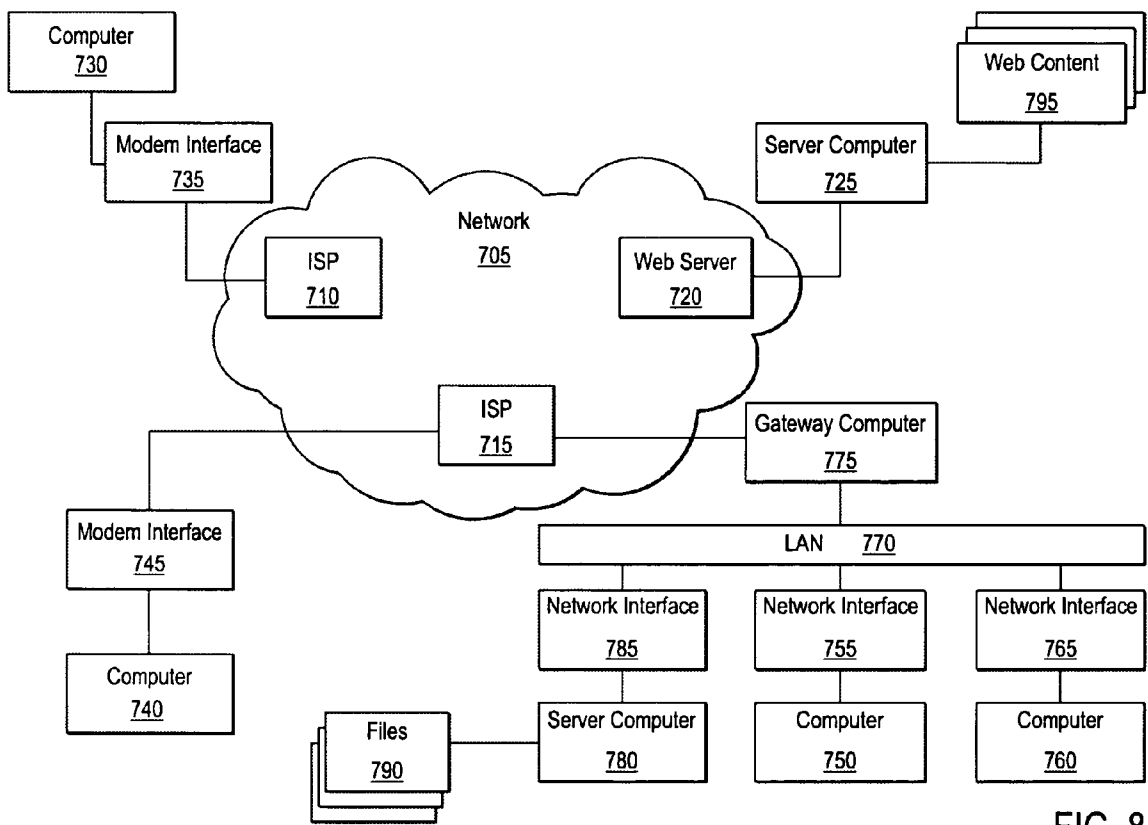 Computer
730
Modem Interface
735
Web Content
795
Server Computer
725
Network
705
ISP
710
Web Server
720
ISP
715
Gateway Computer
775
Modem Interface
745
LAN 770
Network Interface
785
Network Interface
755
Network Interface
765
Computer
740
Files
790
Server Computer
780
Computer
750
Computer
760
FIG. 8